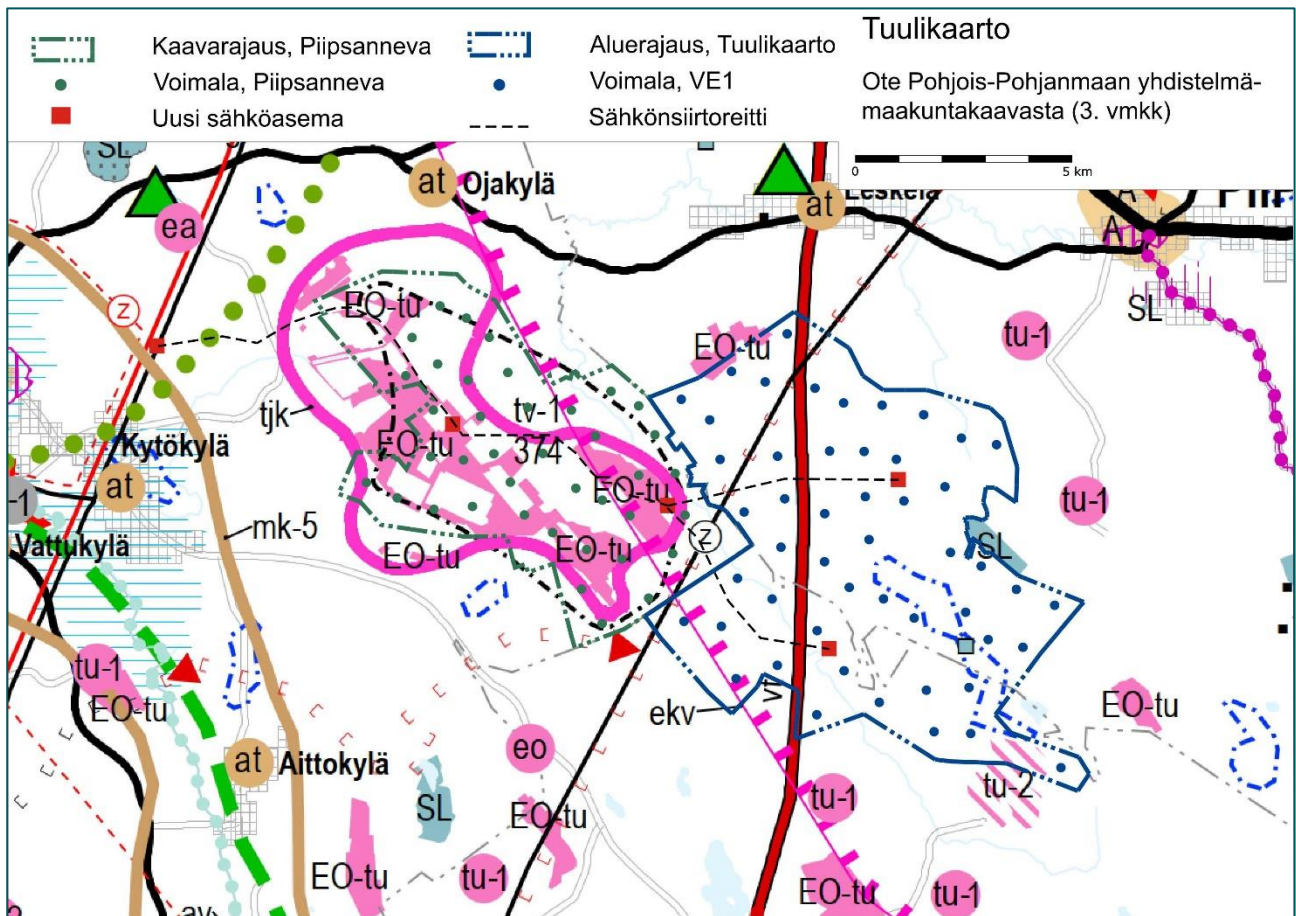 Kaavarajaus, Piipsanneva
Voimala, Piipsanneva
Uusi sähköasema
Aluerajaus, Tuulikaarto
Voimala, VE1
Sähkönsiirtoreitti
Tuulikaarto
Ote Pohjois-Pohjanmaan yhdistelmä-
maakuntakaavasta (3. vmkk)
0 5 km
SL
ea
at Ojakylä
at
Leskelä
A
A
SL
z
EO-tu
EO-tu
tu-1
tjk
tv-1
374
EO-tu
EO-tu
Kytökylä
at
-1
mk-5
tu-1
Vattukylä
EO-tu
EO-tu
z
SL
tu-1
EO-tu
ekv
vt
EO-tu
eo
at Aittokylä
tu-2
tu-1
SL
EO-tu
EO-tu
tu-1
EO-tu
tu-1
av